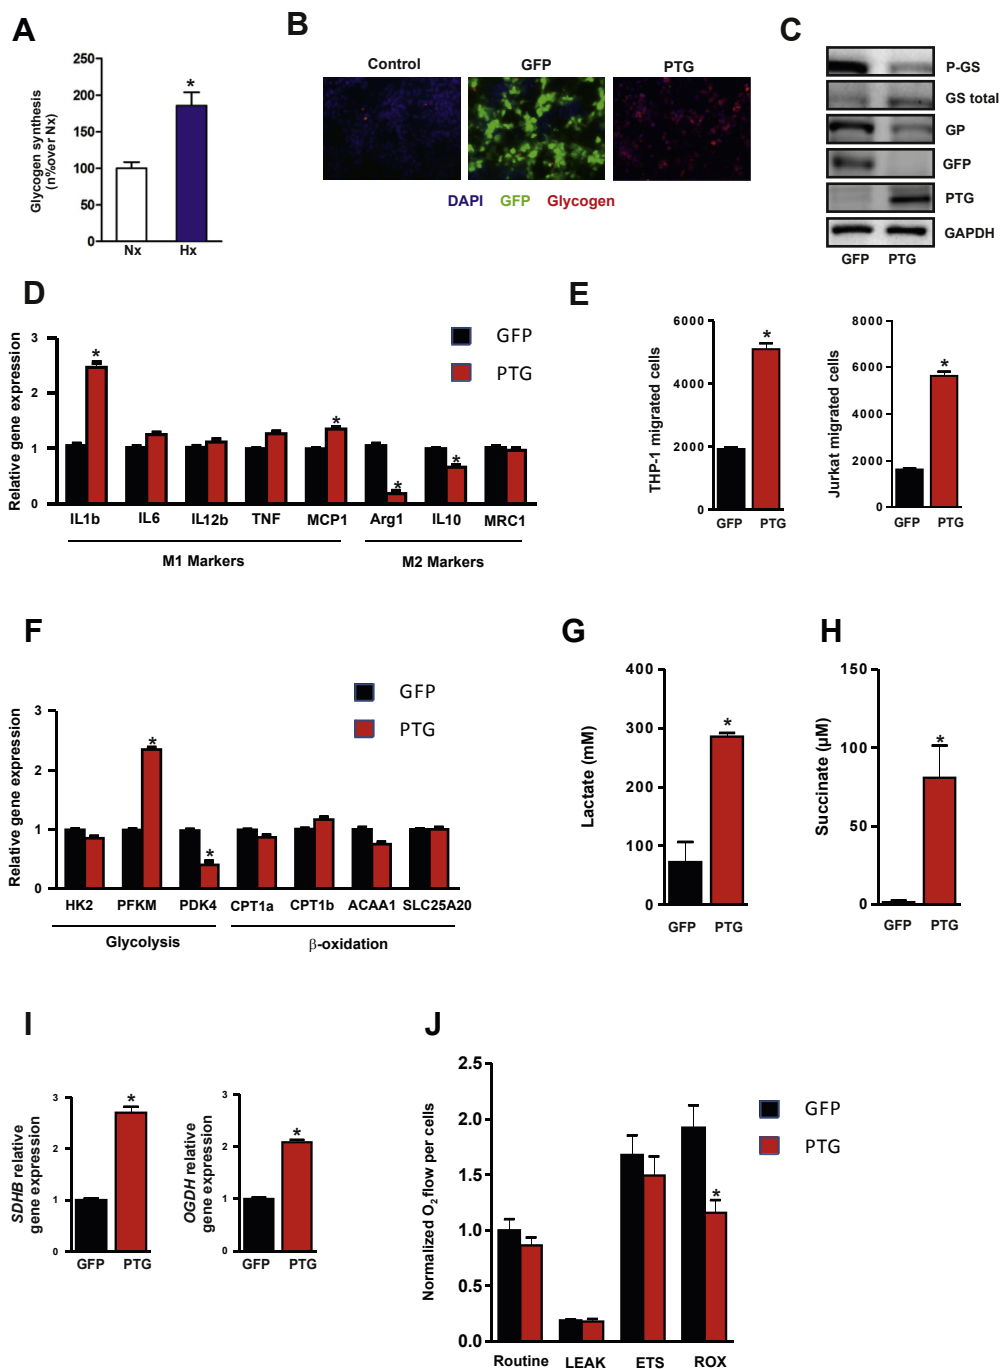 A
Glycogen synthesis
(n%over Nx)
250
200
150
100
50
0
*
Nx Hx
B
Control GFP PTG
DAPI GFP Glycogen
C
P-GS
GS total
GP
GFP
PTG
GAPDH
GFP PTG
D
Relative gene expression
3
2
1
0
GFP
PTG
*
*
*
*
IL1b IL6 IL12b TNF MCP1 Arg1 IL10 MRC1
M1 Markers M2 Markers
E
THP-1 migrated cells
6000
4000
2000
0
*
GFP PTG
Jurkat migrated cells
8000
6000
4000
2000
0
*
GFP PTG
F
Relative gene expression
3
2
1
0
GFP
PTG
*
*
HK2 PFKM PDK4 CPT1a CPT1b ACAA1 SLC25A20
Glycolysis β-oxidation
G
Lactate (mM)
400
300
200
100
0
*
GFP PTG
H
Succinate (µM)
150
100
50
0
*
GFP PTG
I
SDHB relative
gene expression
3
2
1
0
*
GFP PTG
OGDH relative
gene expression
3
2
1
0
*
GFP PTG
J
Normalized O2 flow per cells
2.5
2.0
1.5
1.0
0.5
0.0
GFP
PTG
*
Routine LEAK ETS ROX